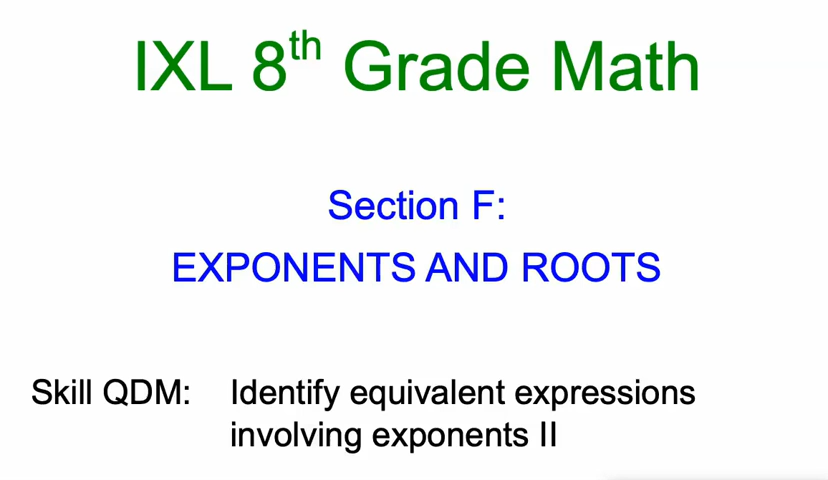 IXL 8th Grade Math
Section F:
EXPONENTS AND ROOTS
Skill QDM: Identify equivalent expressions
involving exponents II